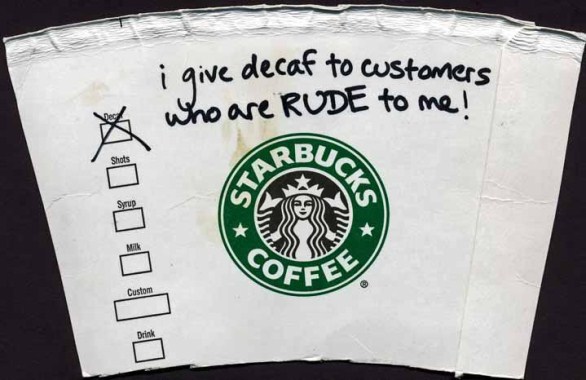 i give decaf to customers
who are RUDE to me!
Decaf
Shots
Syrup
Milk
Custom
Drink
STARBUCKS
COFFEE
®